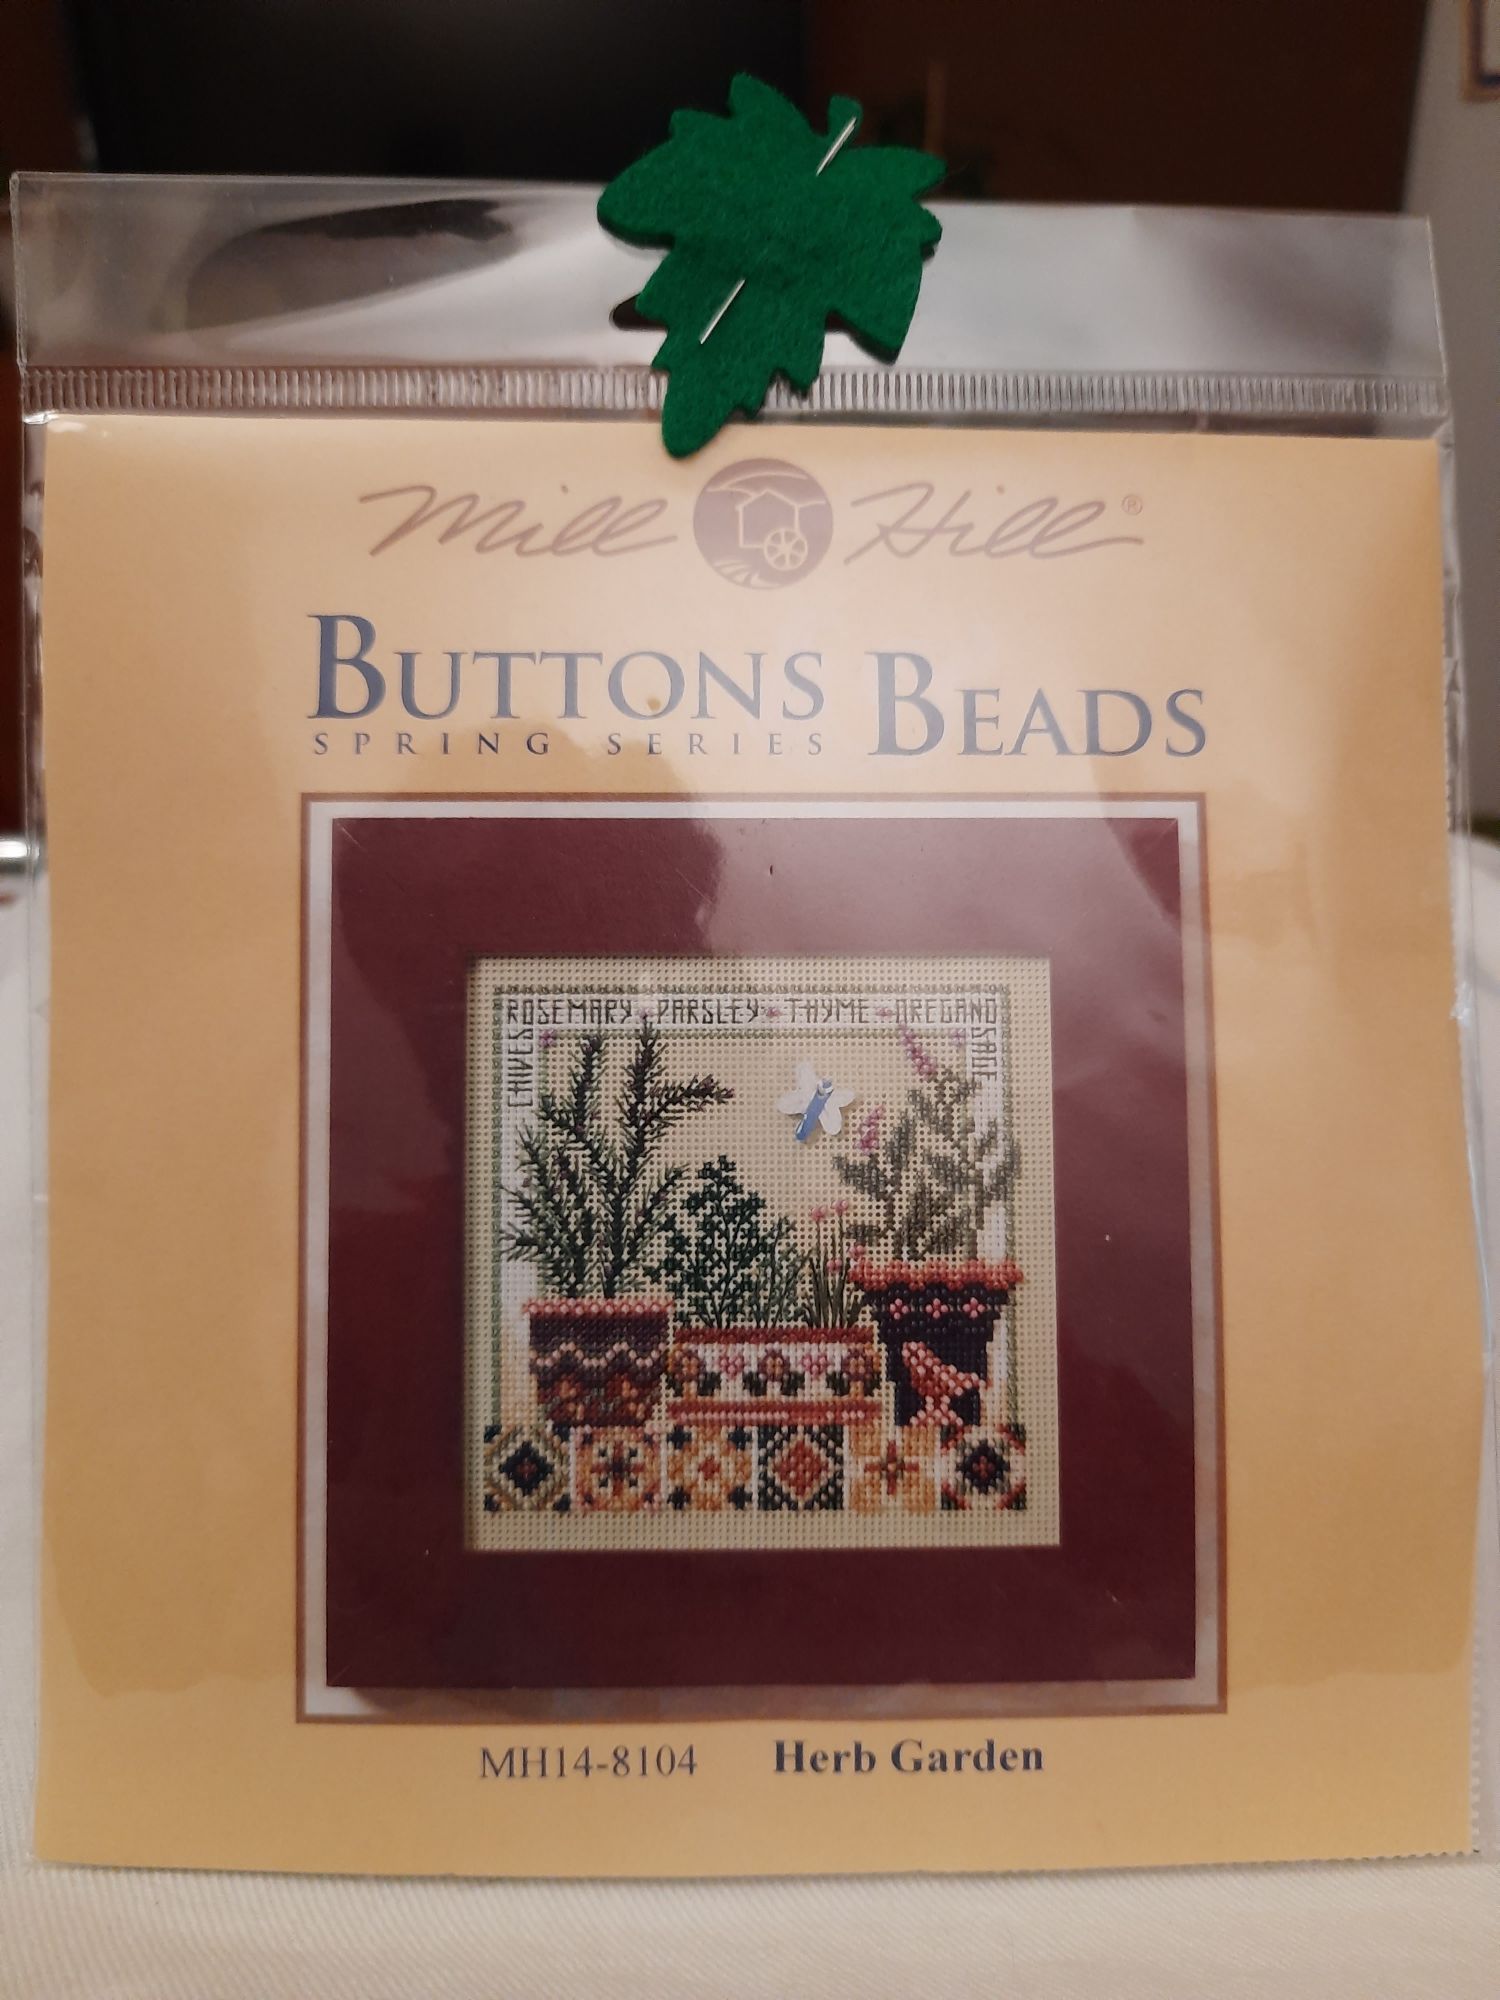 Mill Hill®
BUTTONS BEADS
SPRING SERIES
ROSEMARY PARSLEY THYME OREGANO
CHIVES
SAGE
MH14-8104 Herb Garden